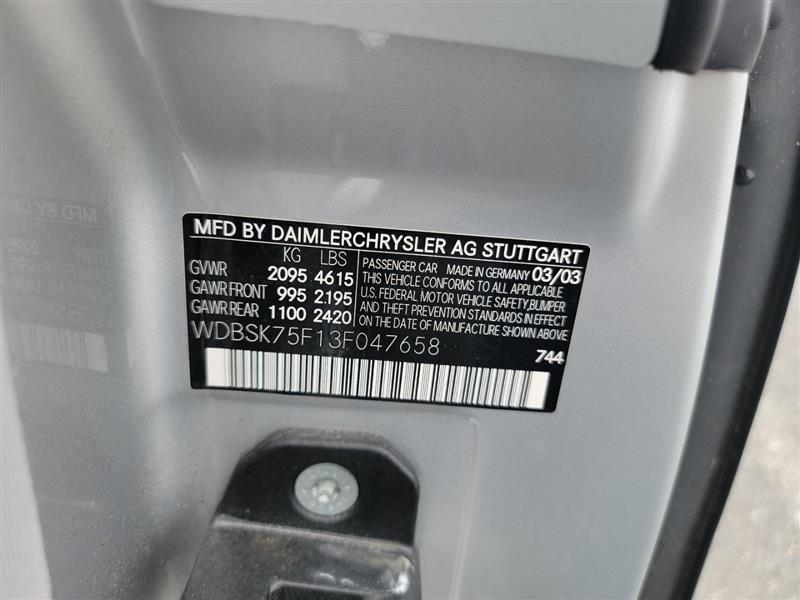 MFD BY DAIMLERCHRYSLER AG STUTTGART
KG LBS
GVWR 2095 4615
GAWR FRONT 995 2.195
GAWR REAR 1100 2420
PASSENGER CAR MADE IN GERMANY 03/03
THIS VEHICLE CONFORMS TO ALL APPLICABLE
U.S. FEDERAL MOTOR VEHICLE SAFETY,BUMPER
AND THEFT PREVENTION STANDARDS IN EFFECT
ON THE DATE OF MANUFACTURE SHOWN ABOVE
WDBSK75F13F047658
744